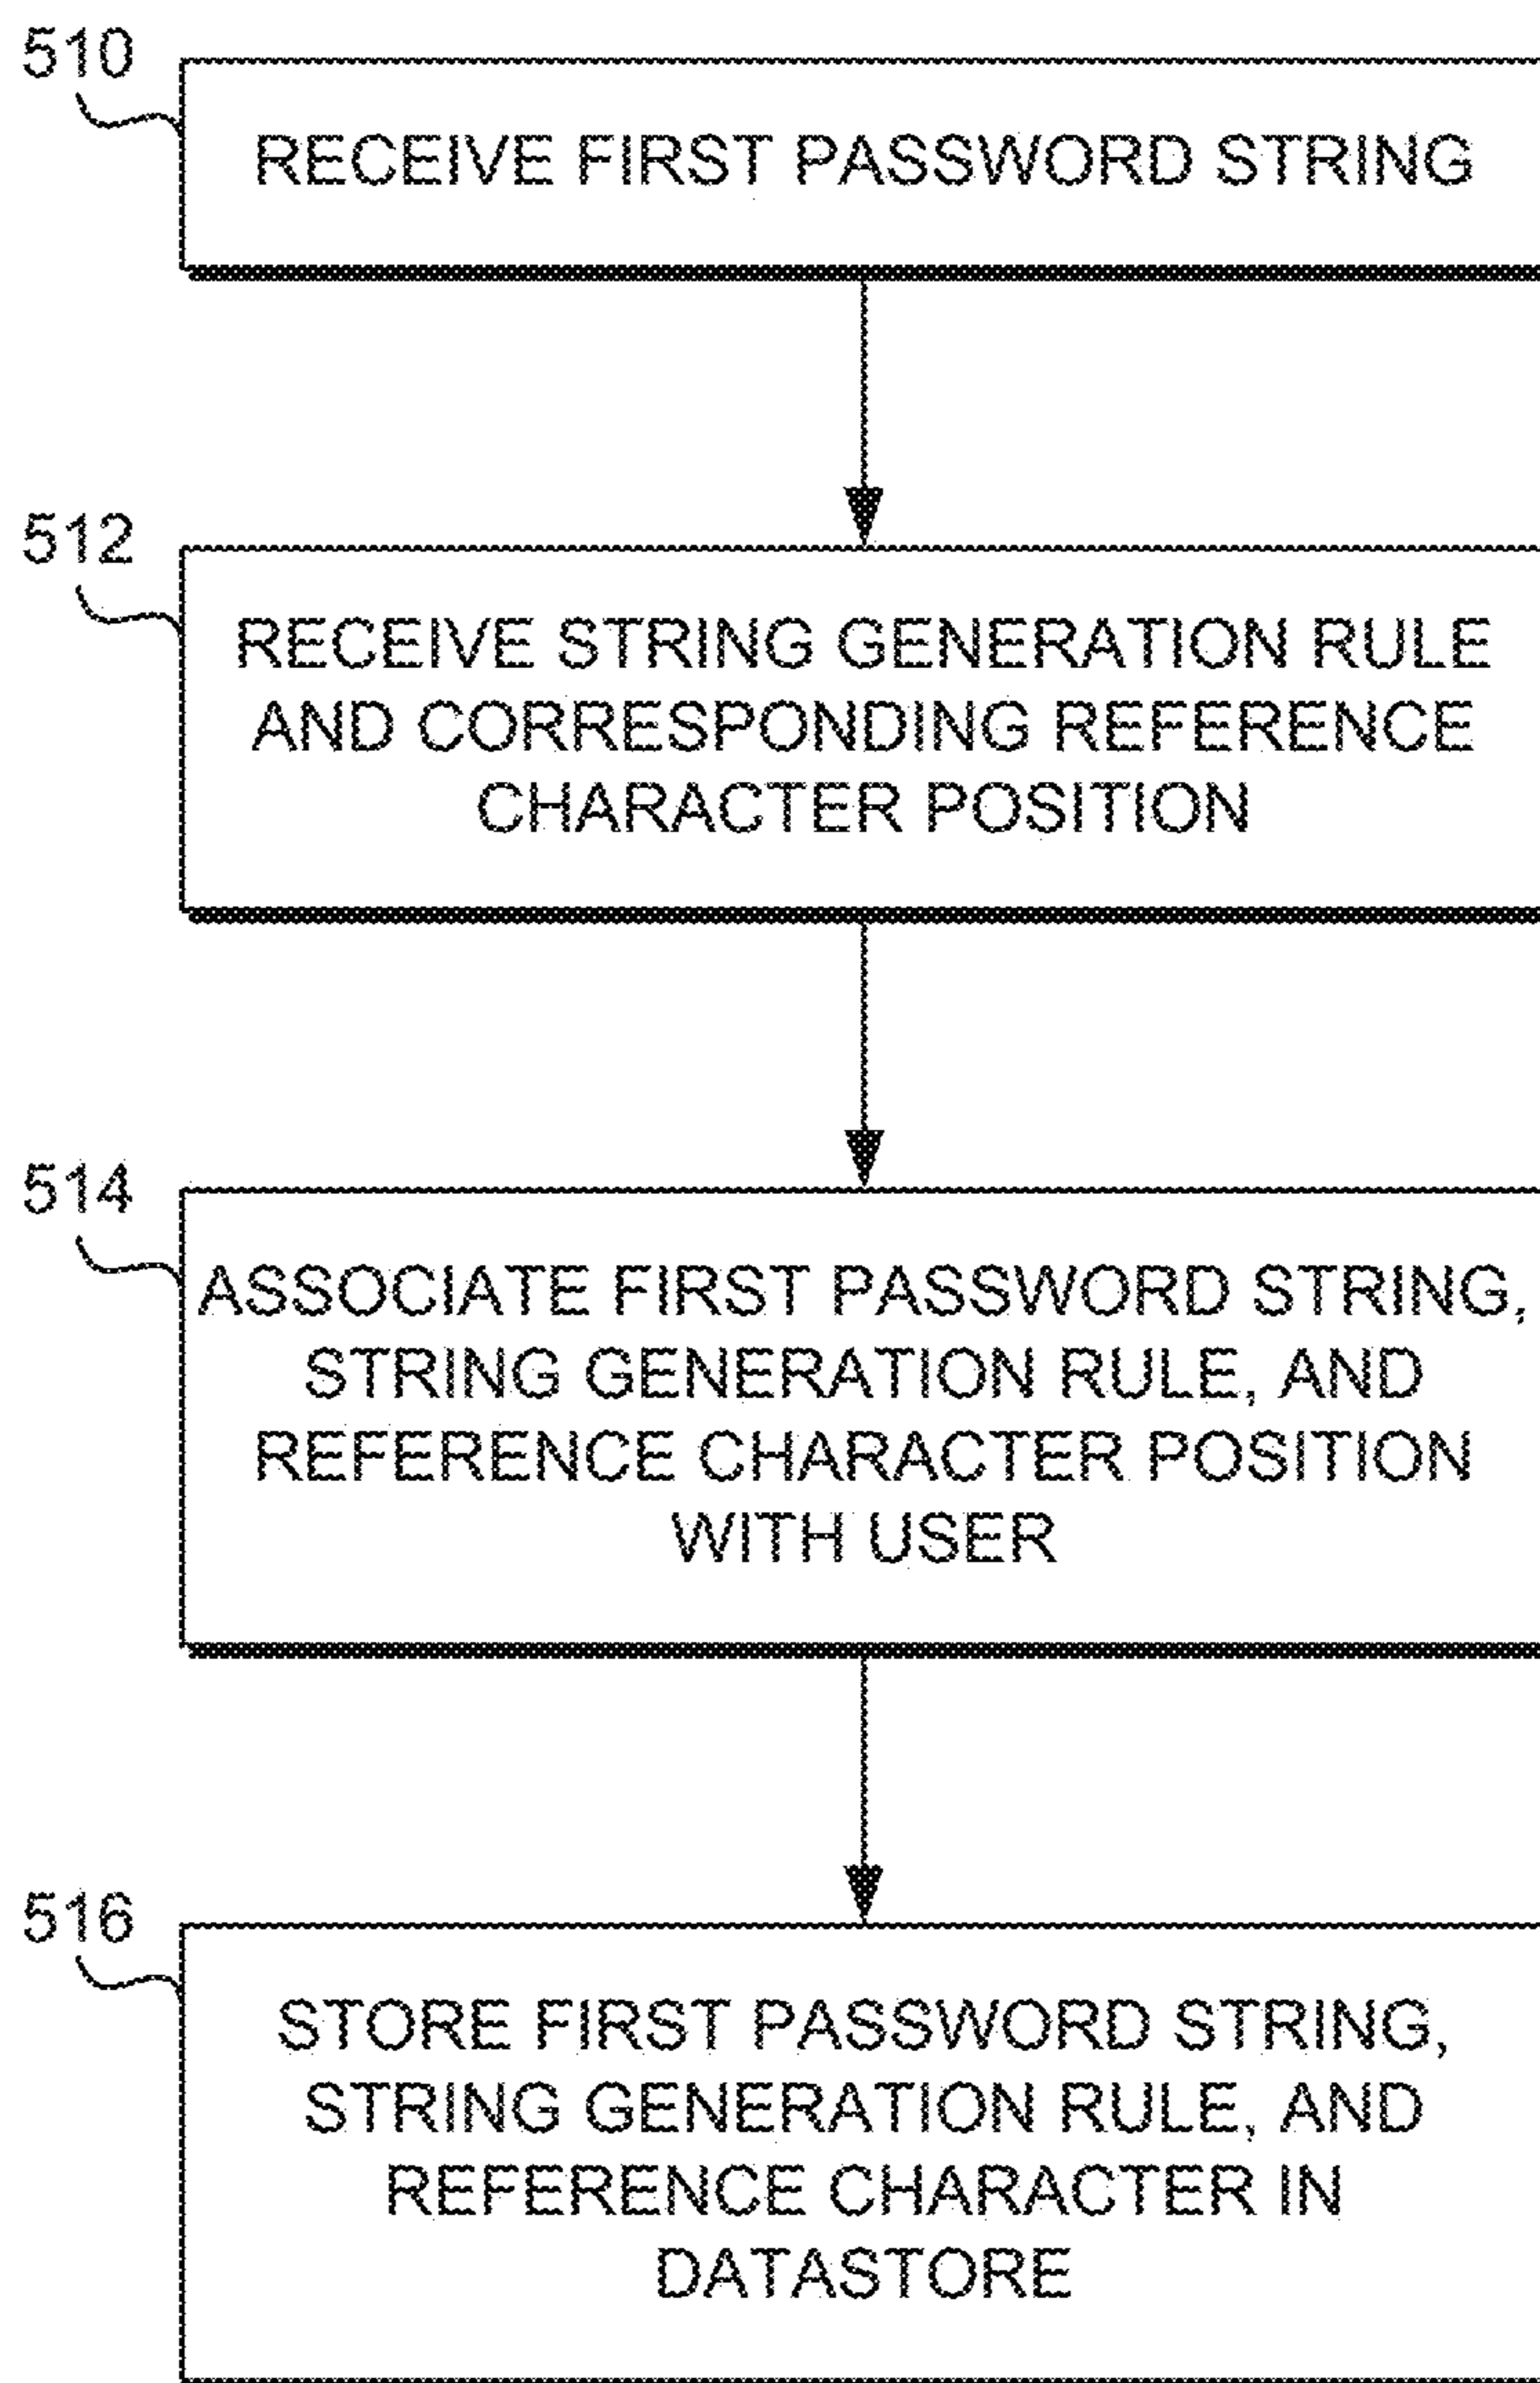 510
RECEIVE FIRST PASSWORD STRING
512
RECEIVE STRING GENERATION RULE
AND CORRESPONDING REFERENCE
CHARACTER POSITION
514
ASSOCIATE FIRST PASSWORD STRING,
STRING GENERATION RULE, AND
REFERENCE CHARACTER POSITION
WITH USER
516
STORE FIRST PASSWORD STRING,
STRING GENERATION RULE, AND
REFERENCE CHARACTER IN
DATASTORE